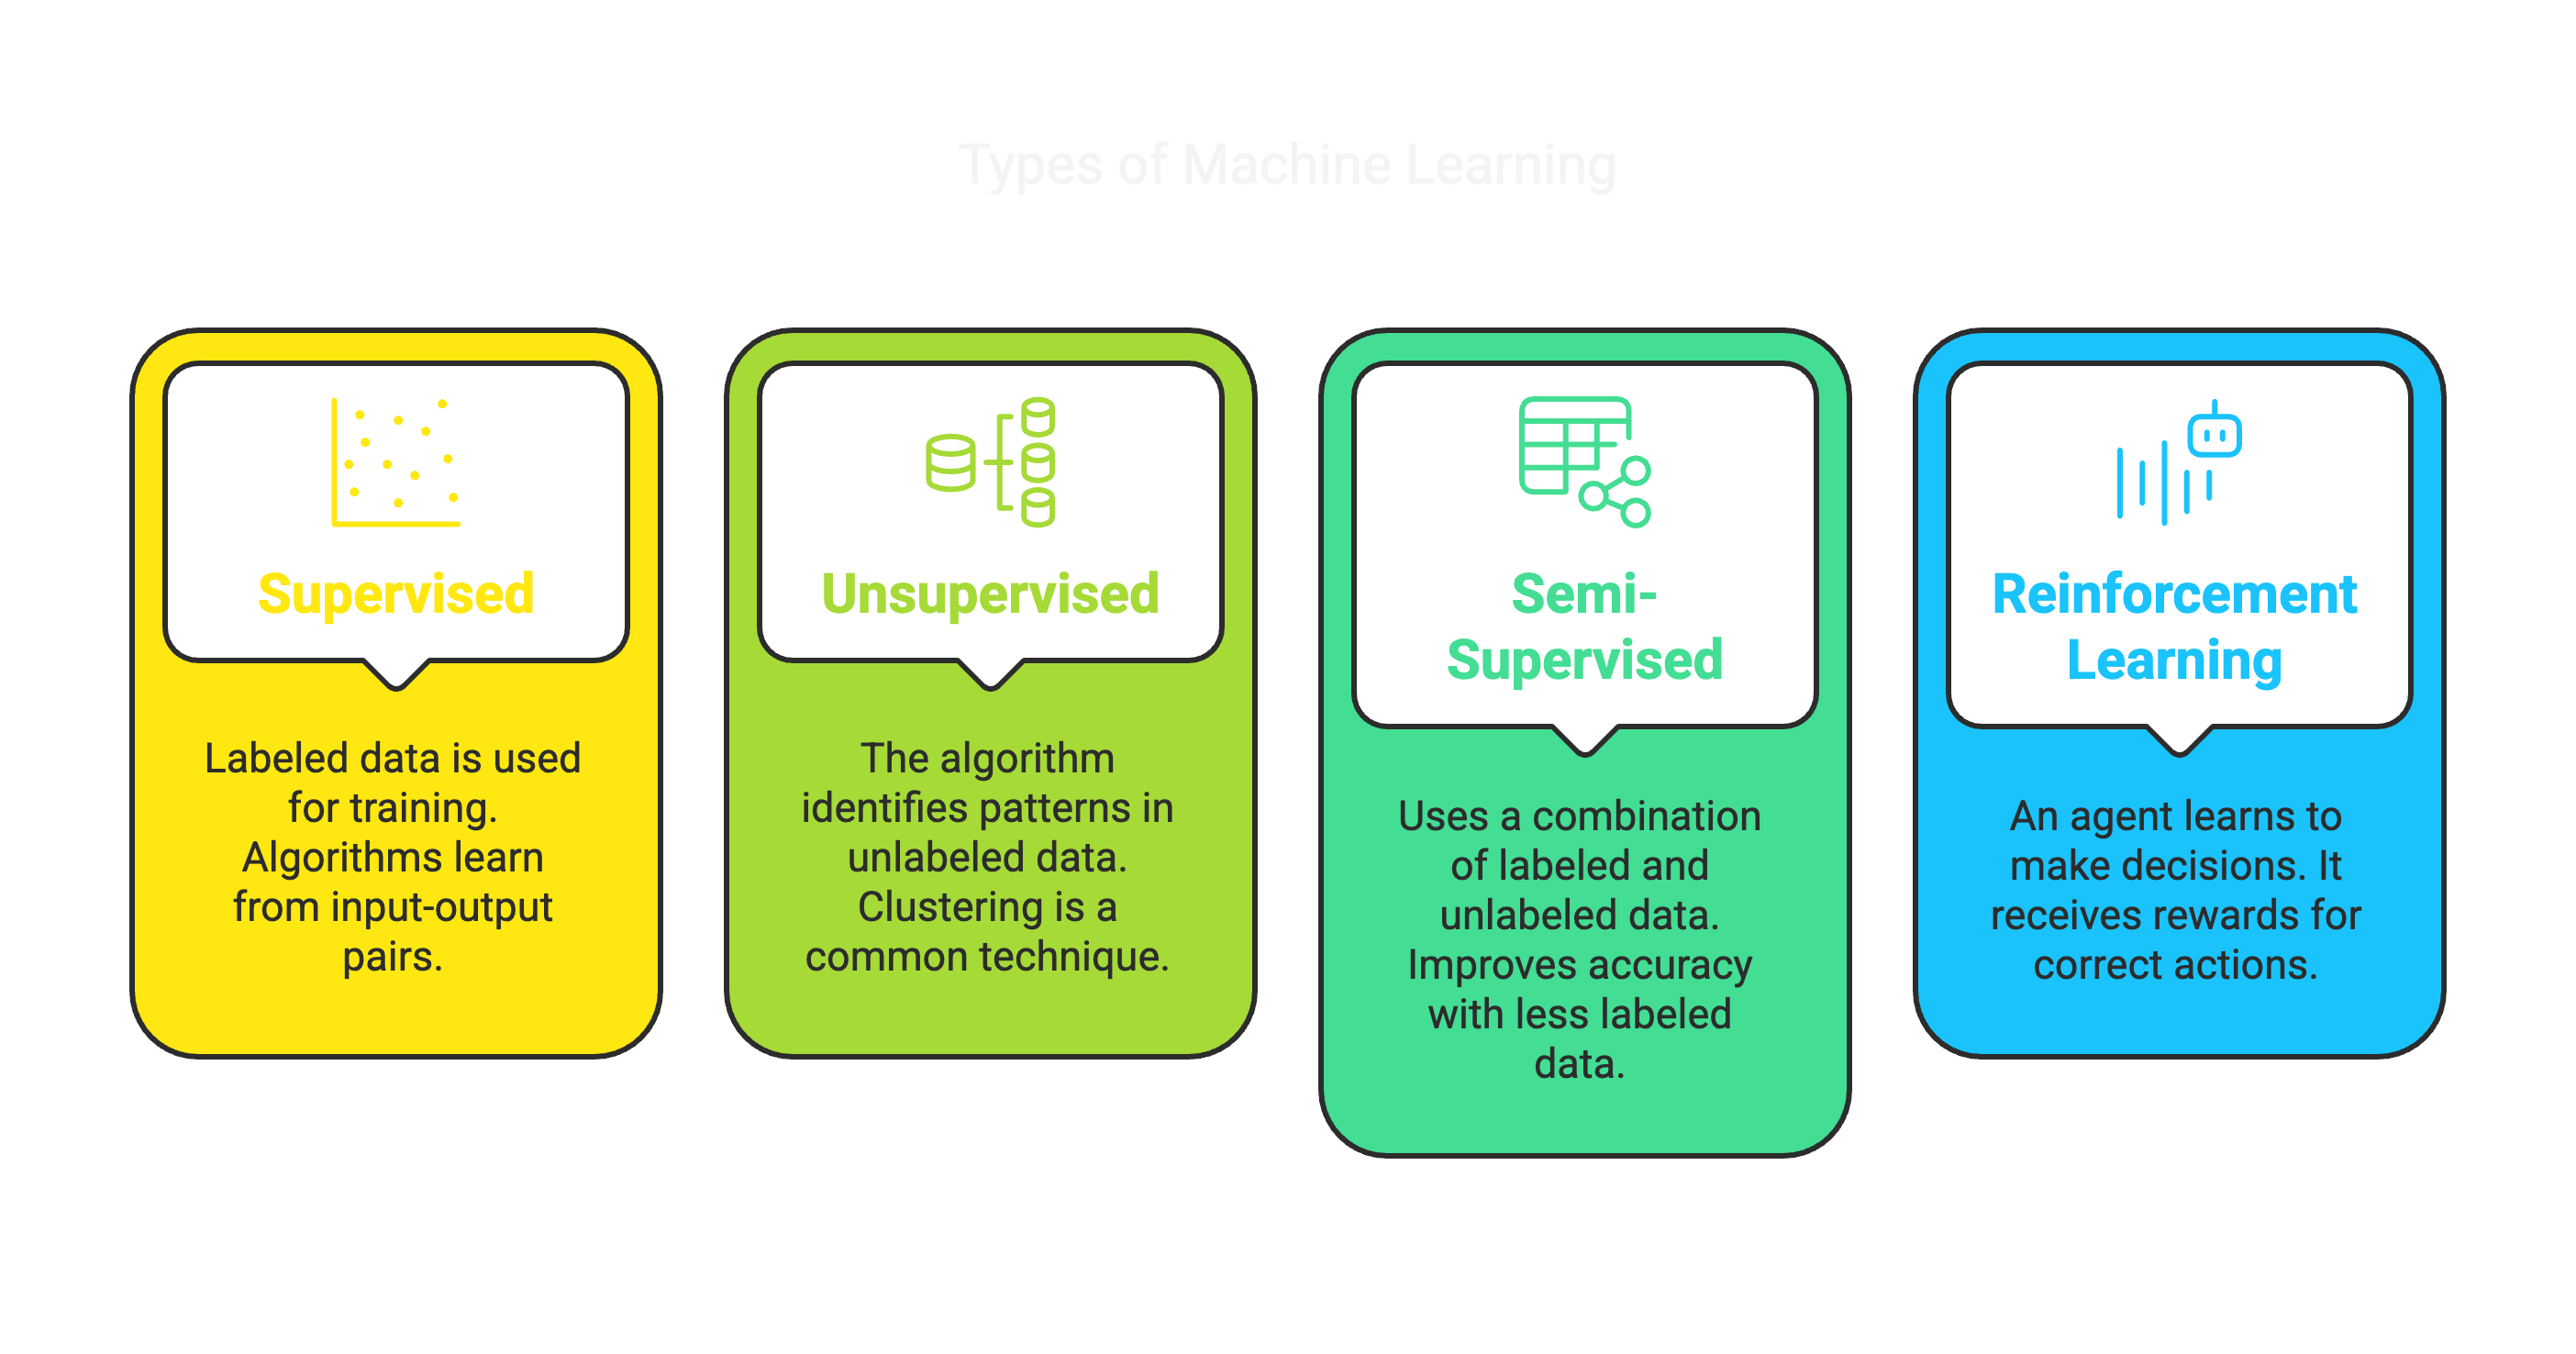 Types of Machine Learning
Supervised
Labeled data is used
for training.
Algorithms learn
from input-output
pairs.
Unsupervised
The algorithm
identifies patterns in
unlabeled data.
Clustering is a
common technique.
Semi-
Supervised
Uses a combination
of labeled and
unlabeled data.
Improves accuracy
with less labeled
data.
Reinforcement
Learning
An agent learns to
make decisions. It
receives rewards for
correct actions.